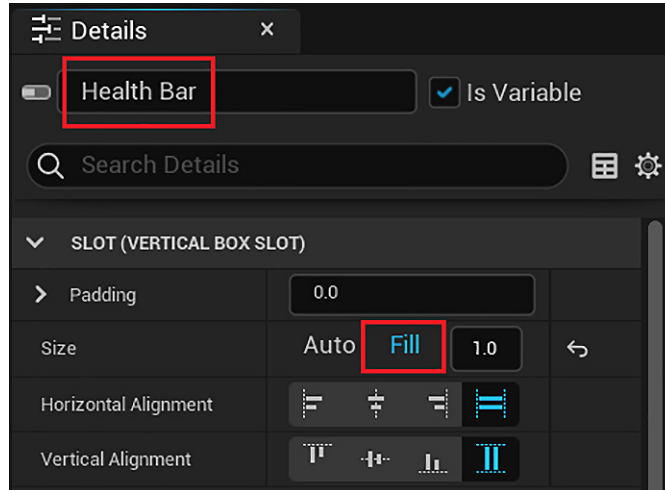 Details ×
Health Bar Is Variable
Search Details
SLOT (VERTICAL BOX SLOT)
Padding 0.0
Size Auto Fill 1.0
Horizontal Alignment
Vertical Alignment